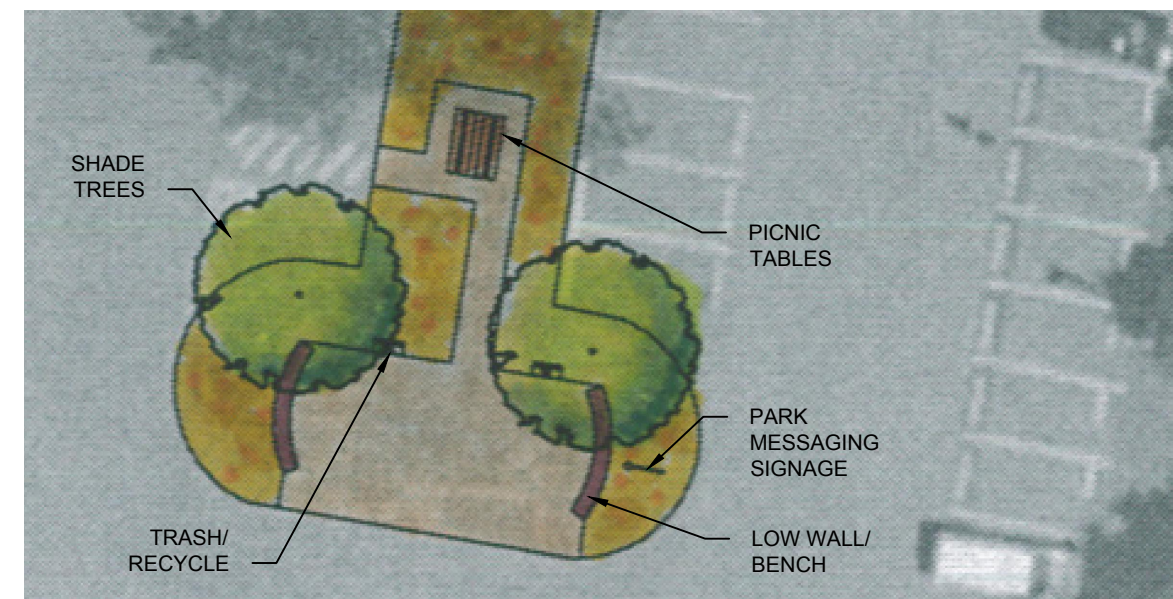 SHADE
TREES
PICNIC
TABLES
PARK
MESSAGING
SIGNAGE
TRASH/
RECYCLE
LOW WALL/
BENCH